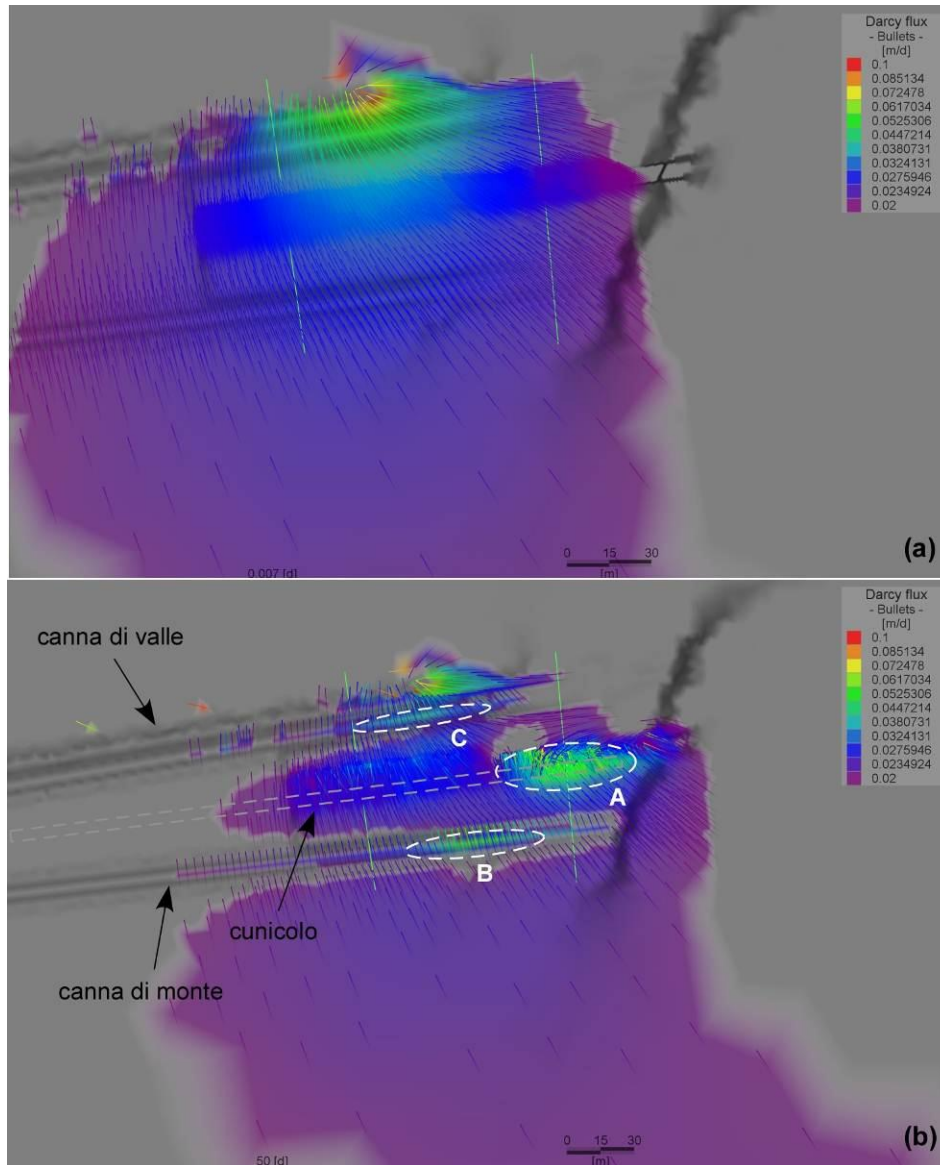 Darcy flux
- Bullets -
[m/d]
0.1
0.085134
0.072478
0.0617034
0.0525306
0.0447214
0.0380731
0.0324131
0.0275946
0.0234924
0.02
0 15 30
[m]
0.007 [d]
(a)
Darcy flux
- Bullets -
[m/d]
0.1
0.085134
0.072478
0.0617034
0.0525306
0.0447214
0.0380731
0.0324131
0.0275946
0.0234924
0.02
canna di valle
C
A
B
cunicolo
canna di monte
0 15 30
[m]
50 [d]
(b)